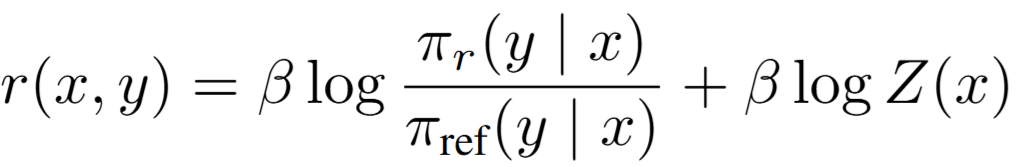 r(x, y) = β log π_r(y | x) / π_ref(y | x) + β log Z(x)